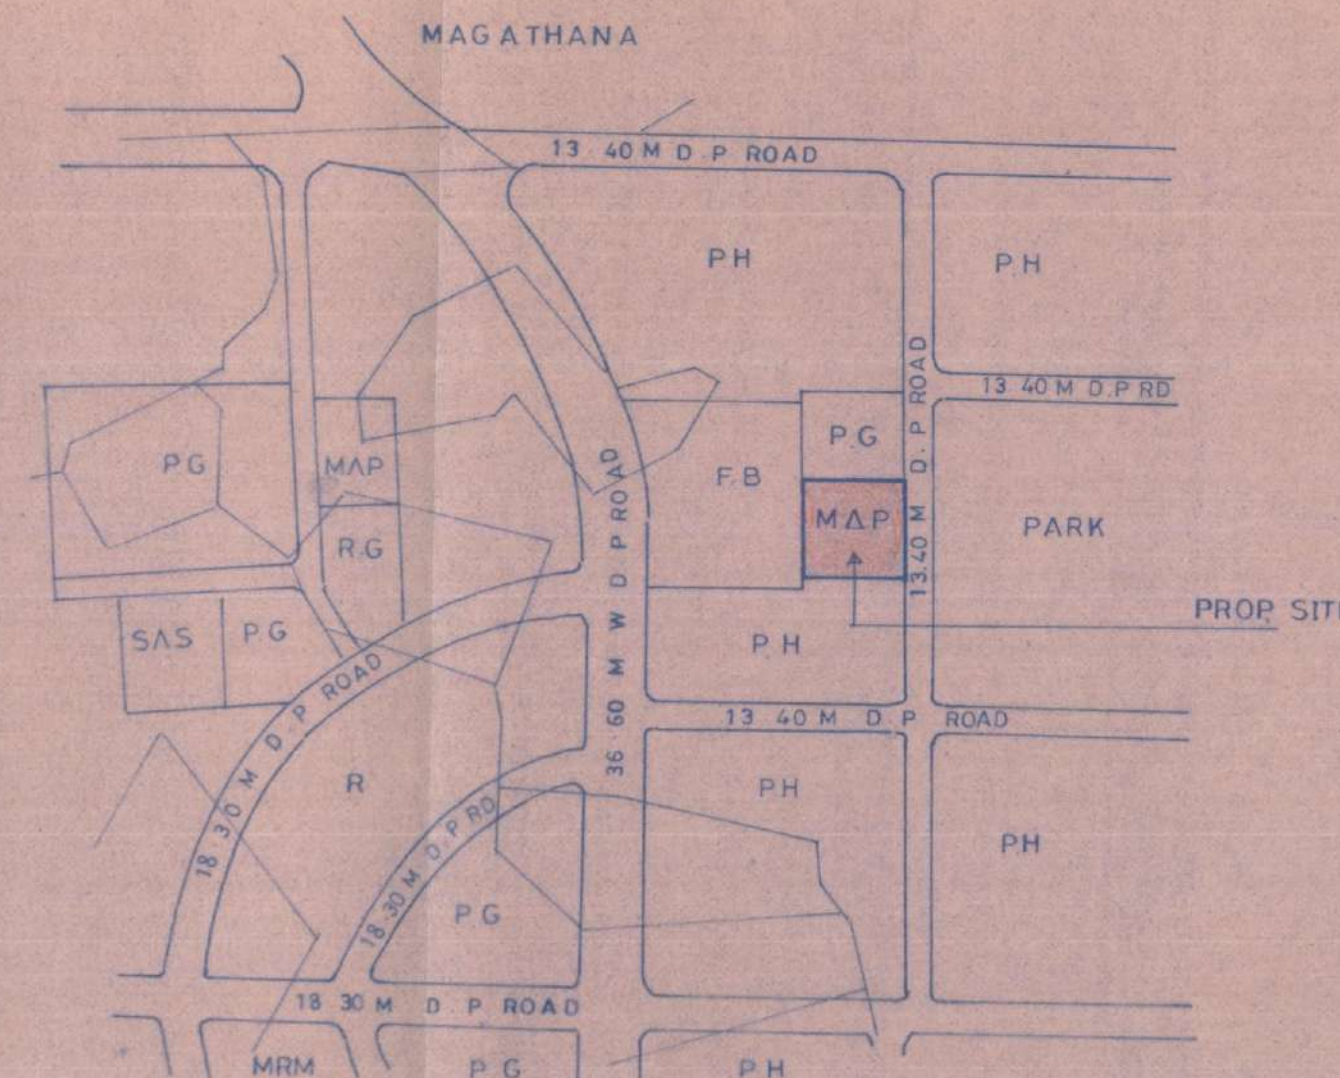 MAGATHANA
13.40 M D.P ROAD
P.H
P.H
13.40 M D.P RD
P.G
MAP
P.G
F.B
MAP
R.G
PARK
13.40 M D.P ROAD
PROP. SIT
SAS
P.G
P.H
36.60 M W D.P ROAD
18.30 M D.P ROAD
13.40 M D.P ROAD
R
P.H
18.30 M D.P RD
P.H
P.G
18.30 M D.P ROAD
MRM
P.G
P.H